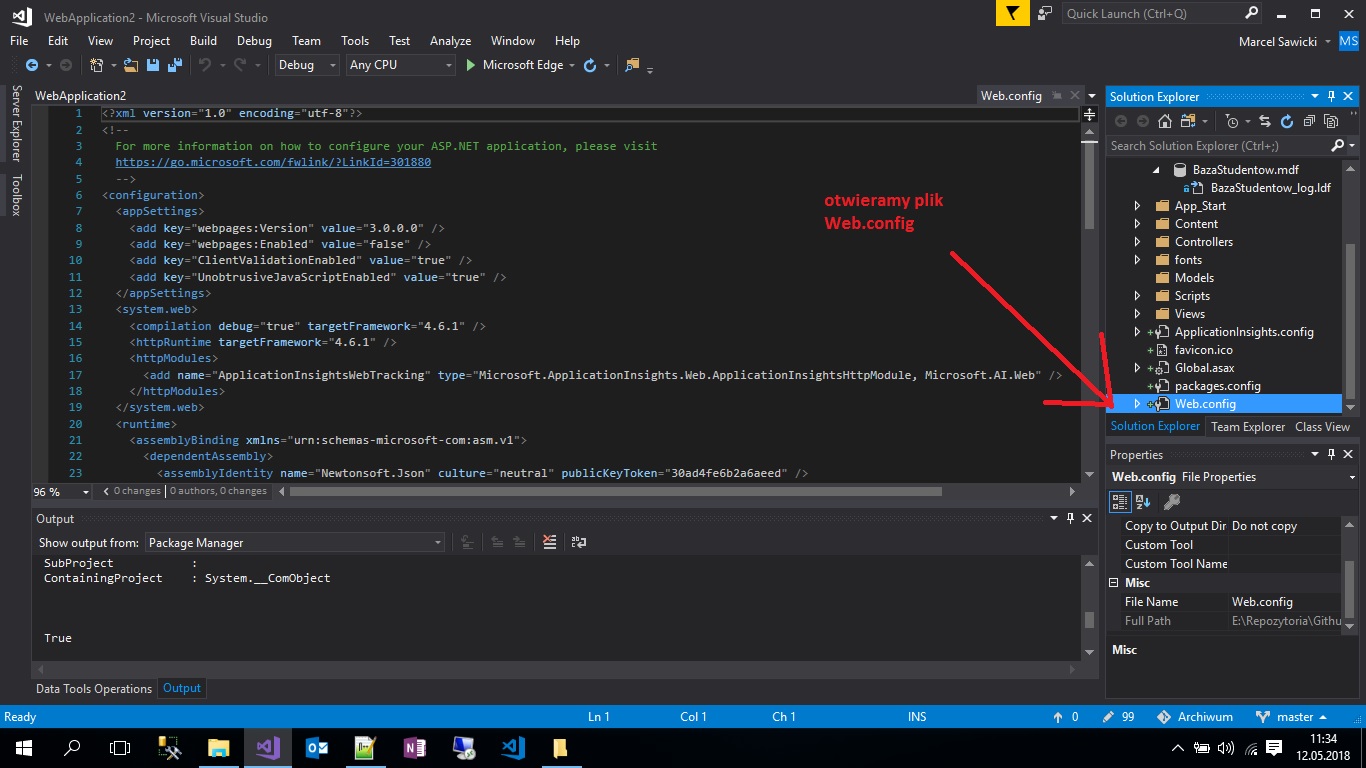 WebApplication2 - Microsoft Visual Studio
Quick Launch (Ctrl+Q)
File Edit View Project Build Debug Team Tools Test Analyze Window Help
Marcel Sawicki MS
Debug Any CPU Microsoft Edge
Server Explorer
Toolbox
WebApplication2
Web.config
1 <?xml version="1.0" encoding="utf-8"?>
2 <!--
3 For more information on how to configure your ASP.NET application, please visit
4 https://go.microsoft.com/fwlink/?LinkId=301880
5 -->
6 <configuration>
7 <appSettings>
8 <add key="webpages:Version" value="3.0.0.0" />
9 <add key="webpages:Enabled" value="false" />
10 <add key="ClientValidationEnabled" value="true" />
11 <add key="UnobtrusiveJavaScriptEnabled" value="true" />
12 </appSettings>
13 <system.web>
14 <compilation debug="true" targetFramework="4.6.1" />
15 <httpRuntime targetFramework="4.6.1" />
16 <httpModules>
17 <add name="ApplicationInsightsWebTracking" type="Microsoft.ApplicationInsights.Web.ApplicationInsightsHttpModule, Microsoft.AI.Web" />
18 </httpModules>
19 </system.web>
20 <runtime>
21 <assemblyBinding xmlns="urn:schemas-microsoft-com:asm.v1">
22 <dependentAssembly>
23 <assemblyIdentity name="Newtonsoft.Json" culture="neutral" publicKeyToken="30ad4fe6b2a6aeed" />
otwieramy plik
Web.config
96 %
0 changes | 0 authors, 0 changes
Solution Explorer
Search Solution Explorer (Ctrl+;)
BazaStudentow.mdf
BazaStudentow_log.ldf
App_Start
Content
Controllers
fonts
Models
Scripts
Views
ApplicationInsights.config
favicon.ico
Global.asax
packages.config
Web.config
Solution Explorer Team Explorer Class View
Properties
Web.config File Properties
Copy to Output Dir Do not copy
Custom Tool
Custom Tool Name
Misc
File Name Web.config
Full Path E:\Repozytoria\Githu
Misc
Output
Show output from: Package Manager
SubProject :
ContainingProject : System.__ComObject
True
Data Tools Operations Output
Ready Ln 1 Col 1 Ch 1 INS 0 99 Archiwum master
11:34
12.05.2018